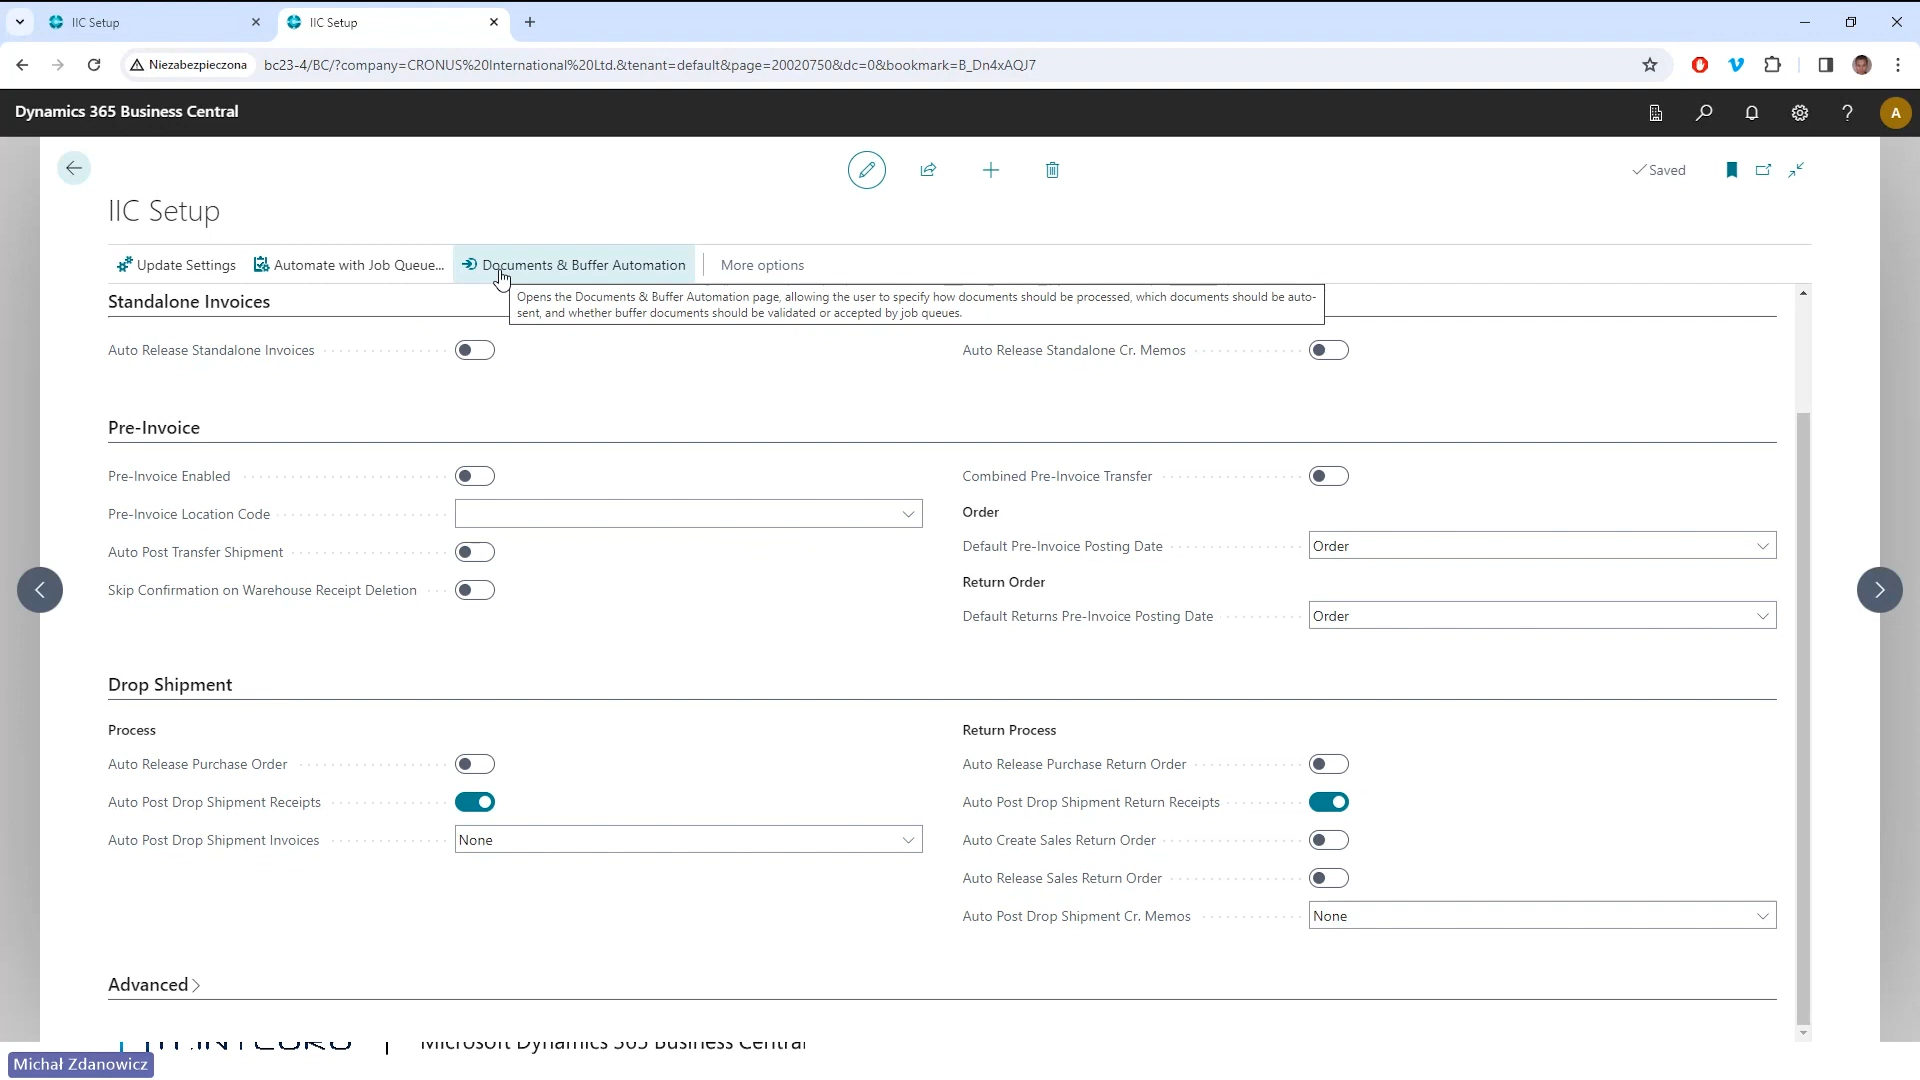 IIC Setup
IIC Setup
Niezabezpieczona
bc23-4/BC/?company=CRONUS%20International%20Ltd.&tenant=default&page=20020750&dc=0&bookmark=B_Dn4xAQJ7
Dynamics 365 Business Central
A
Saved
IIC Setup
Update Settings
Automate with Job Queue...
Documents & Buffer Automation
More options
Opens the Documents & Buffer Automation page, allowing the user to specify how documents should be processed, which documents should be auto-
sent, and whether buffer documents should be validated or accepted by job queues.
Standalone Invoices
Auto Release Standalone Invoices
Auto Release Standalone Cr. Memos
Pre-Invoice
Pre-Invoice Enabled
Pre-Invoice Location Code
Auto Post Transfer Shipment
Skip Confirmation on Warehouse Receipt Deletion
Combined Pre-Invoice Transfer
Order
Default Pre-Invoice Posting Date
Order
Return Order
Default Returns Pre-Invoice Posting Date
Order
Drop Shipment
Process
Auto Release Purchase Order
Auto Post Drop Shipment Receipts
Auto Post Drop Shipment Invoices
None
Return Process
Auto Release Purchase Return Order
Auto Post Drop Shipment Return Receipts
Auto Create Sales Return Order
Auto Release Sales Return Order
Auto Post Drop Shipment Cr. Memos
None
Advanced
Microsoft Dynamics 365 Business Central
Michał Zdanowicz